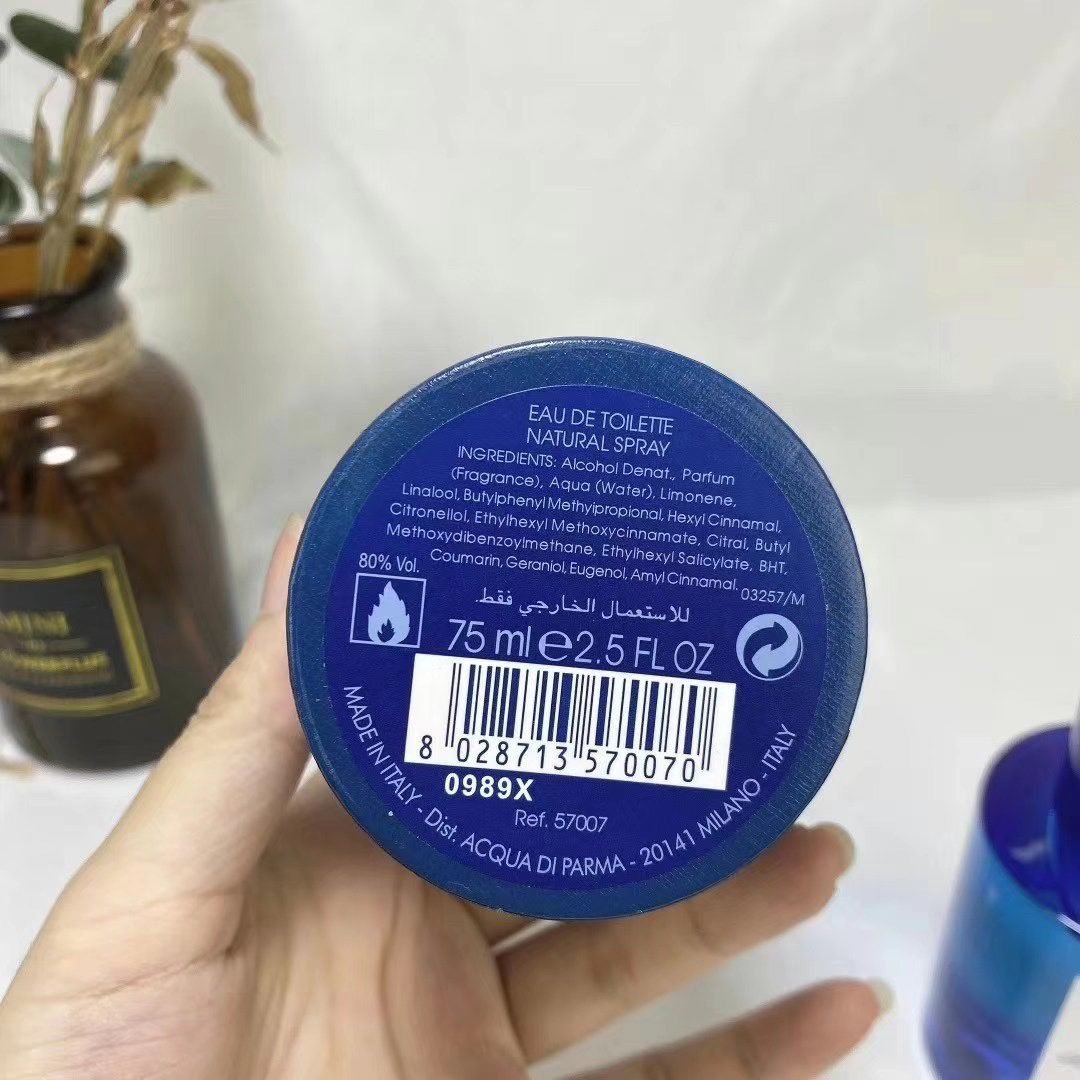 EAU DE TOILETTE
NATURAL SPRAY
INGREDIENTS: Alcohol Denat., Parfum
(Fragrance), Aqua (Water), Limonene,
Linalool, Butylphenyl Methylpropional, Hexyl Cinnamal,
Citronellol, Ethylhexyl Methoxycinnamate, Citral, Butyl
Methoxydibenzoylmethane, Ethylhexyl Salicylate, BHT,
Coumarin, Geraniol, Eugenol, Amyl Cinnamal. 03257/M
80% Vol.
للاستعمال الخارجي فقط.
75 ml e 2.5 FL OZ
8 028713 570070
0989X
Ref. 57007
MADE IN ITALY - Dist. ACQUA DI PARMA - 20141 MILANO - ITALY